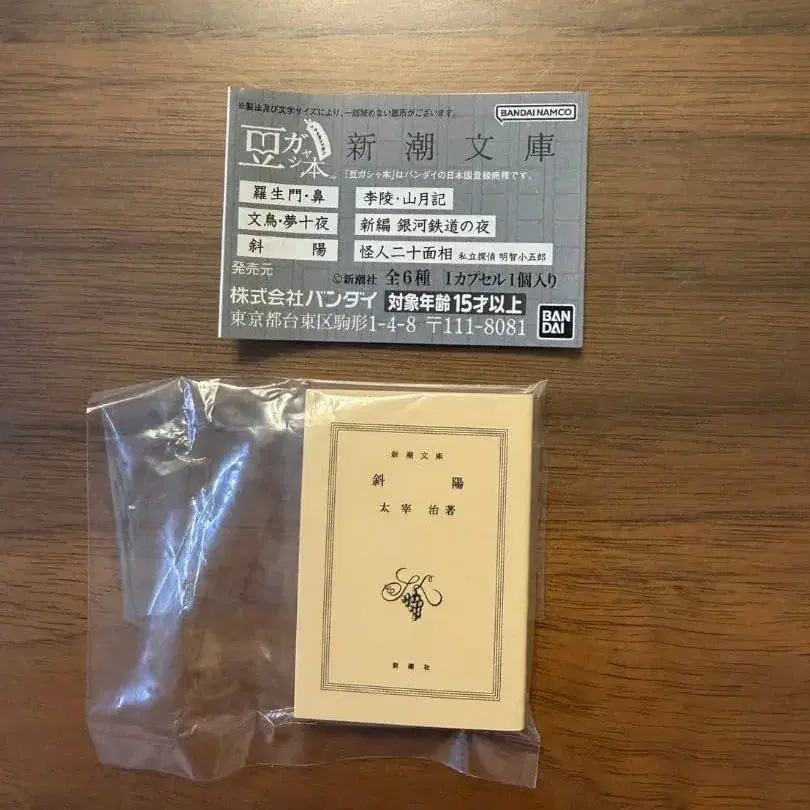 ※製法及び文字サイズにより、一部読めない箇所がございます。
BANDAI NAMCO
豆ガシャ本 新潮文庫
「豆ガシャ本」はバンダイの日本国登録商標です。
羅生門・鼻 李陵・山月記
文鳥・夢十夜 新編 銀河鉄道の夜
斜陽 怪人二十面相 私立探偵 明智小五郎
発売元 ©新潮社 全6種 1カプセル1個入り
株式会社バンダイ 対象年齢15才以上
東京都台東区駒形1-4-8 〒111-8081
BANDAI
新潮文庫
斜陽
太宰治著
新潮社